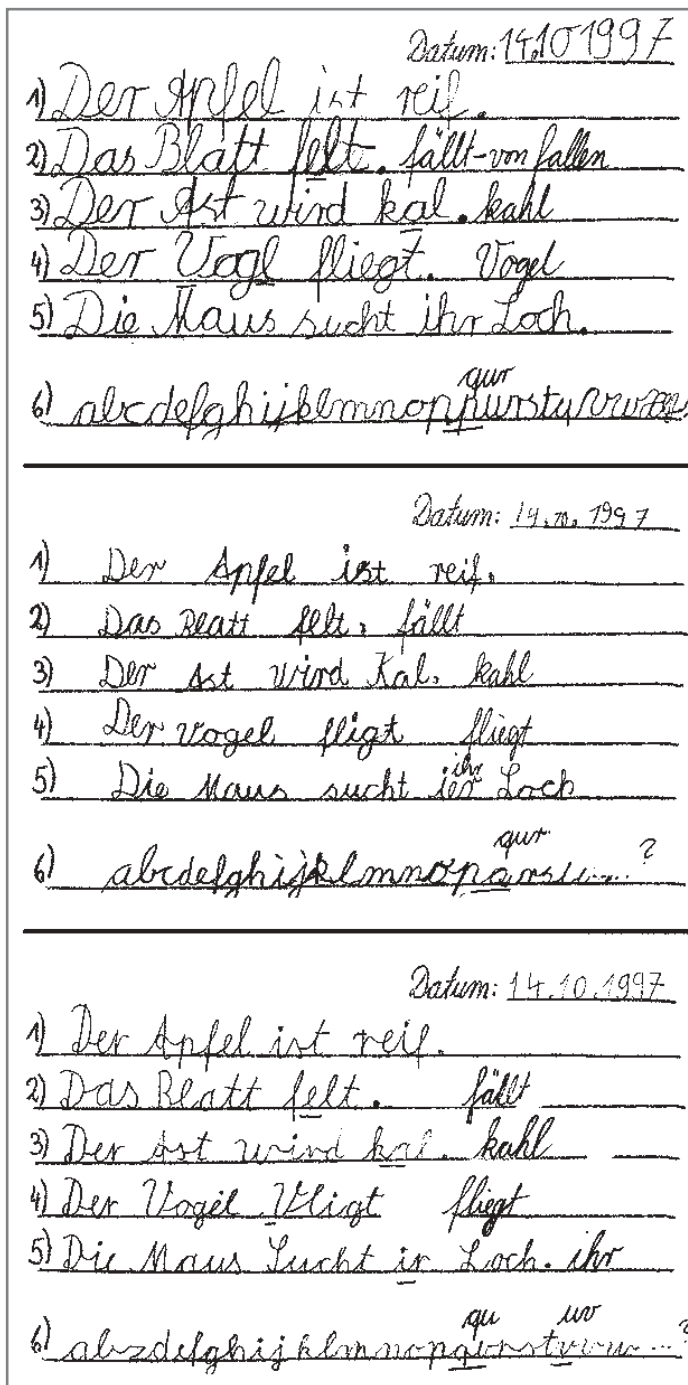 Datum: 14.10 1997
1) Der Apfel ist reif.
2) Das Blatt felt. fällt-von fallen
3) Der Ast wird kal. kahl
4) Der Vogl fliegt. Vogel
5) Die Maus sucht ihr Loch.
qur
6) abcdefghijklmnoppursty
Datum: 14.10. 1997
1) Der Apfel ist reif.
2) Das Blatt felt. fällt
3) Der Ast wird Kal. kahl
4) Der Vogel fligt fliegt
ihr
5) Die Maus sucht ier Loch
qur
6) abcdefghijklmnopqrsu....?
Datum: 14.10.1997
1) Der Apfel ist reif.
2) Das Blatt felt. fällt
3) Der Ast wird kal. kahl
4) Der Vogel Vligt fliegt
5) Die Maus Sucht ir Loch. ihr
qu uv
6) abzdefghijklmnopqurstvwu...?